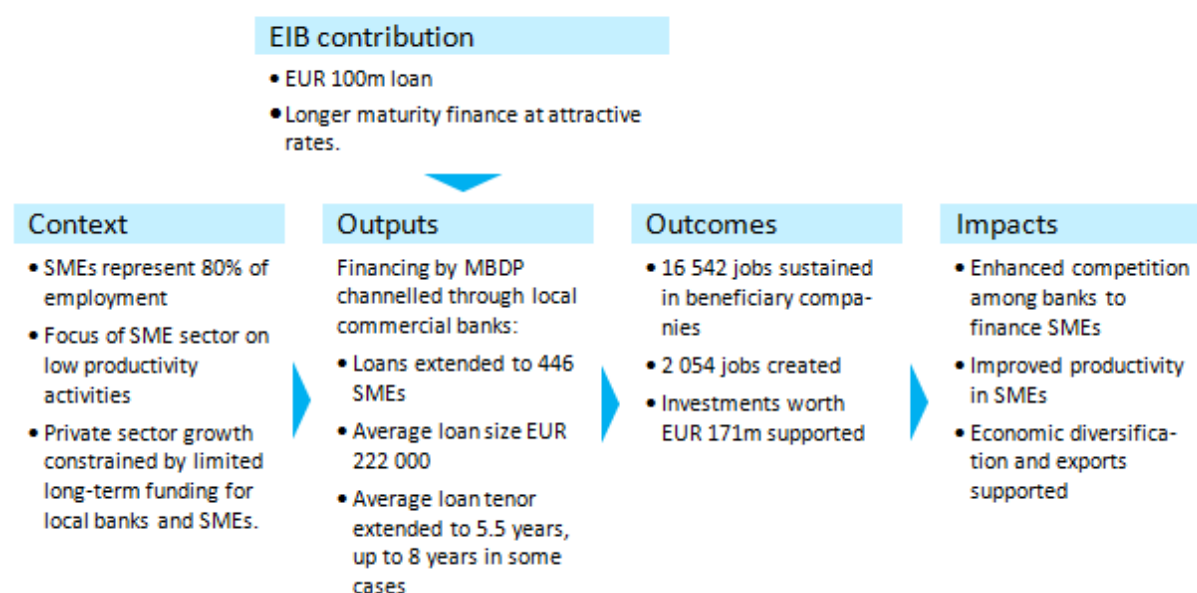 EIB contribution
• EUR 100m loan
• Longer maturity finance at attractive
rates.
Context
• SMEs represent 80% of
employment
• Focus of SME sector on
low productivity
activities
• Private sector growth
constrained by limited
long-term funding for
local banks and SMEs.
Outputs
Financing by MBDP
channelled through local
commercial banks:
• Loans extended to 446
SMEs
• Average loan size EUR
222 000
• Average loan tenor
extended to 5.5 years,
up to 8 years in some
cases
Outcomes
• 16 542 jobs sustained
in beneficiary compa-
nies
• 2 054 jobs created
• Investments worth
EUR 171m supported
Impacts
• Enhanced competition
among banks to
finance SMEs
• Improved productivity
in SMEs
• Economic diversifica-
tion and exports
supported